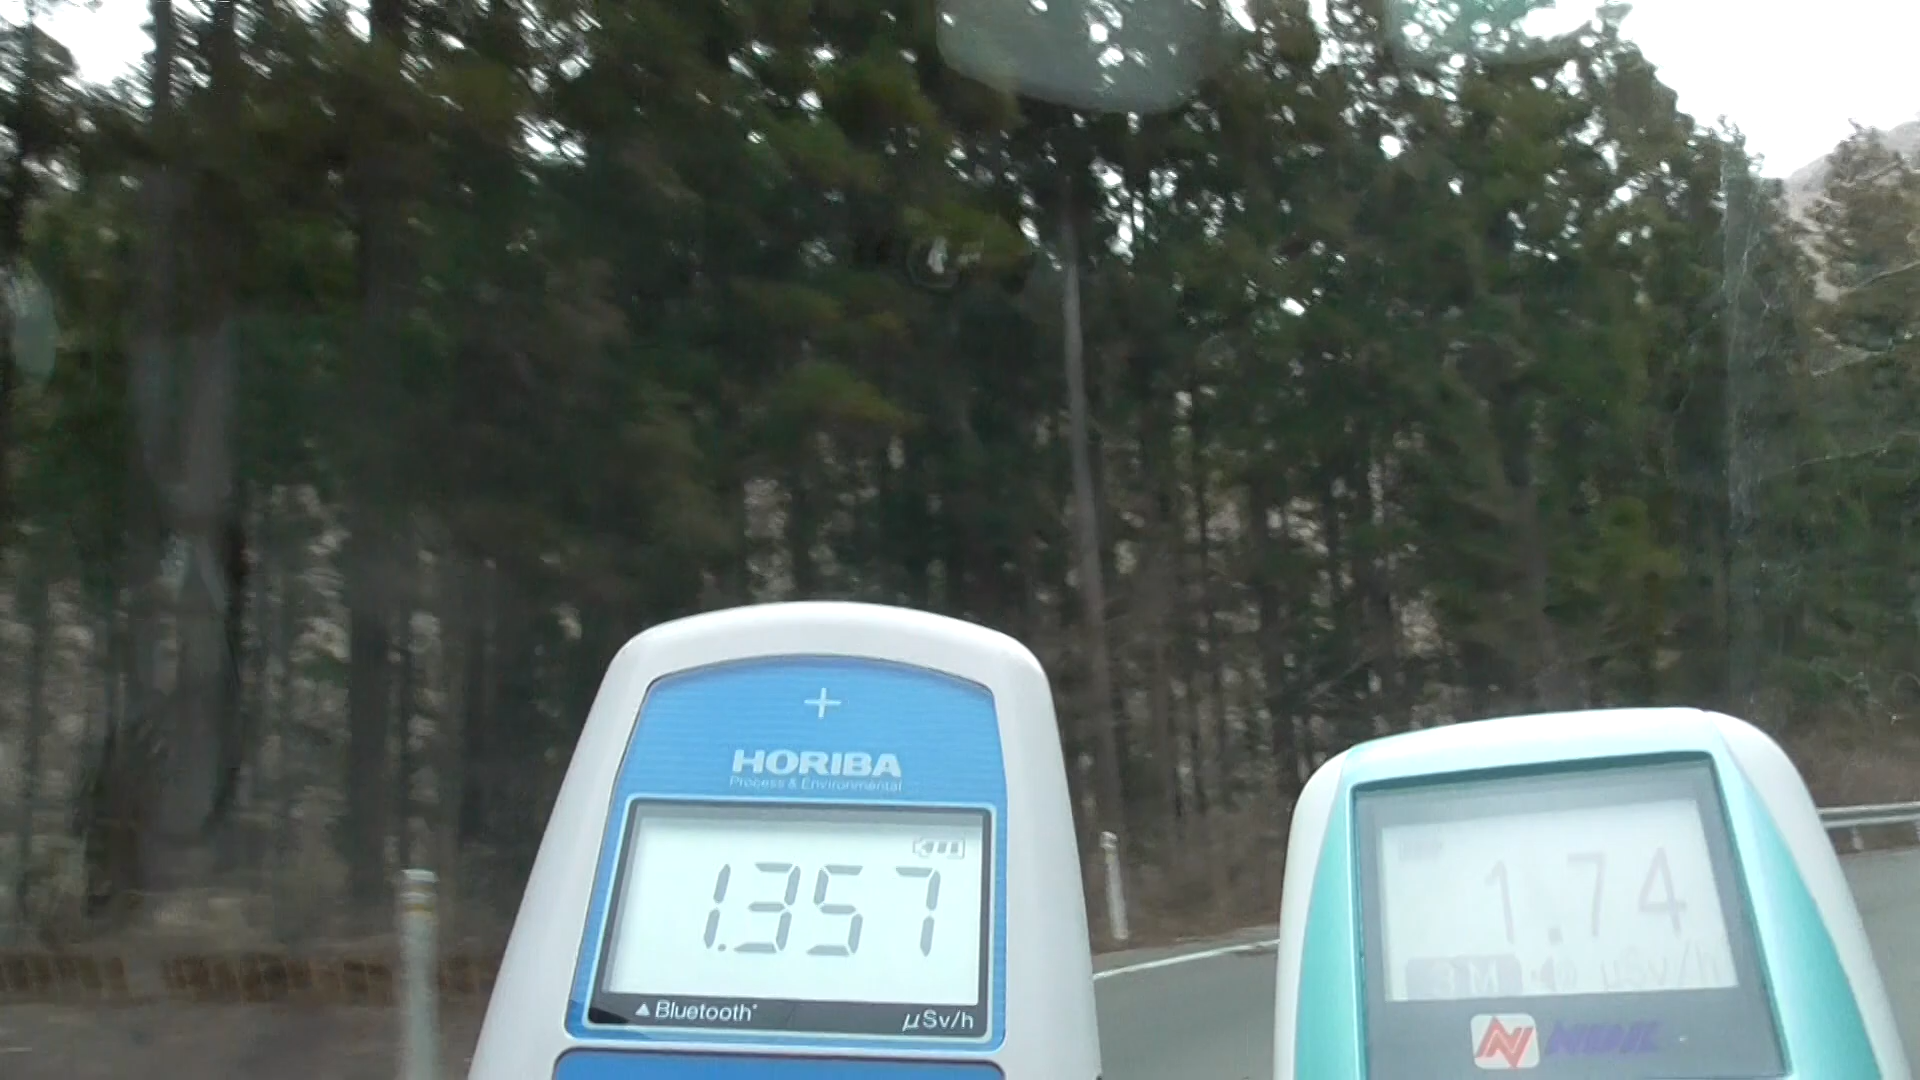 HORIBA
Process & Environmental
1.357
▲Bluetooth®
μSv/h
1.74
μSv/h